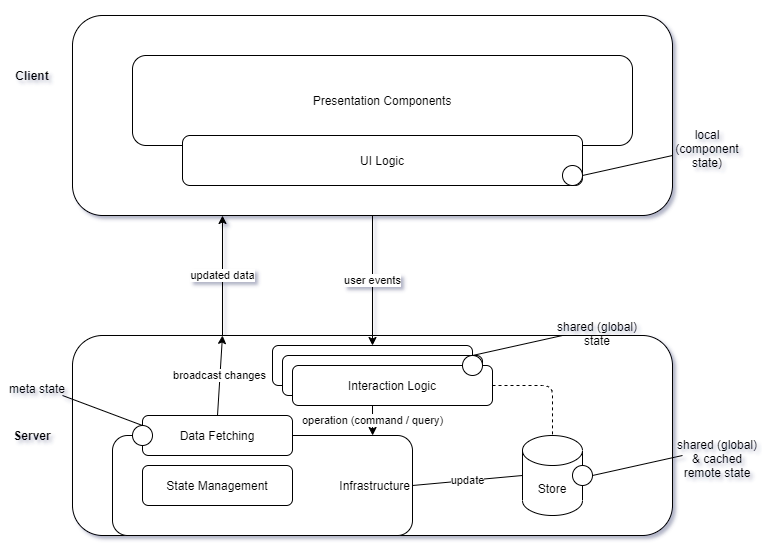 Client
Presentation Components
UI Logic
local
(component
state)
updated data
user events
shared (global)
state
broadcast changes
Interaction Logic
meta state
operation (command / query)
Server
Data Fetching
State Management
Infrastructure
update
Store
shared (global)
& cached
remote state